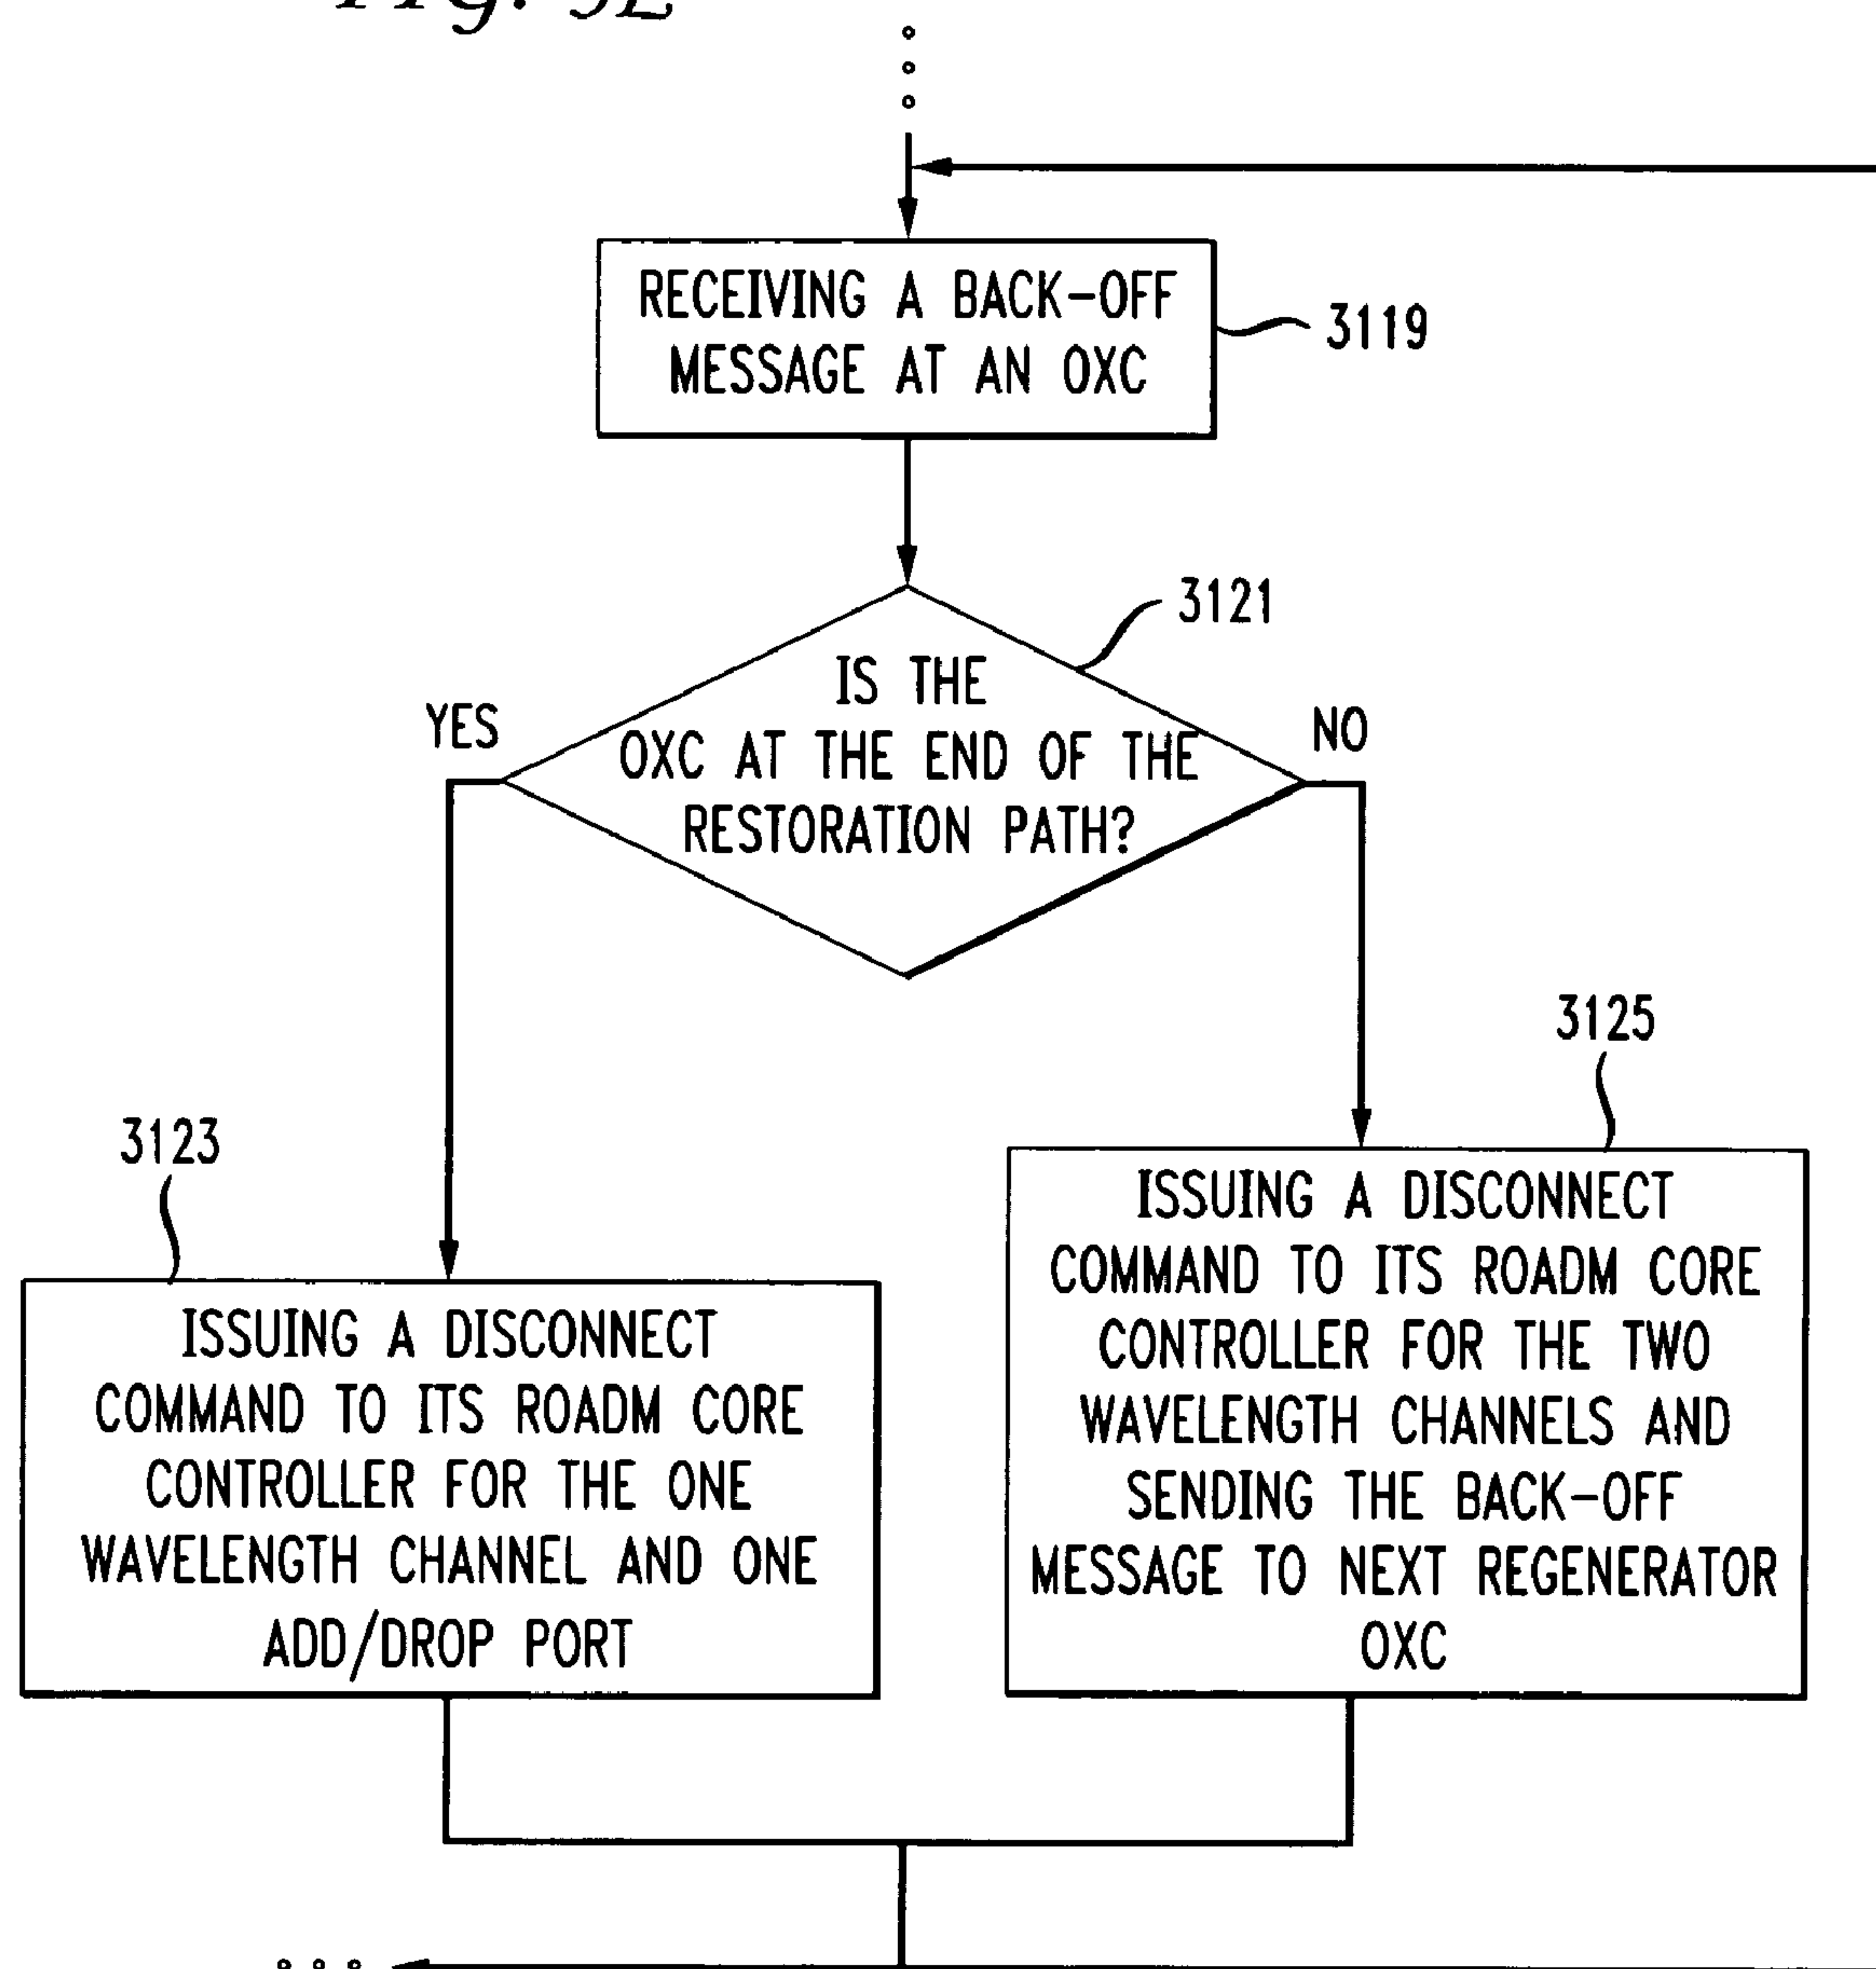 RECEIVING A BACK-OFF
MESSAGE AT AN OXC
3119
3121
IS THE
OXC AT THE END OF THE
RESTORATION PATH?
YES
NO
3123
ISSUING A DISCONNECT
COMMAND TO ITS ROADM CORE
CONTROLLER FOR THE ONE
WAVELENGTH CHANNEL AND ONE
ADD/DROP PORT
3125
ISSUING A DISCONNECT
COMMAND TO ITS ROADM CORE
CONTROLLER FOR THE TWO
WAVELENGTH CHANNELS AND
SENDING THE BACK-OFF
MESSAGE TO NEXT REGENERATOR
OXC